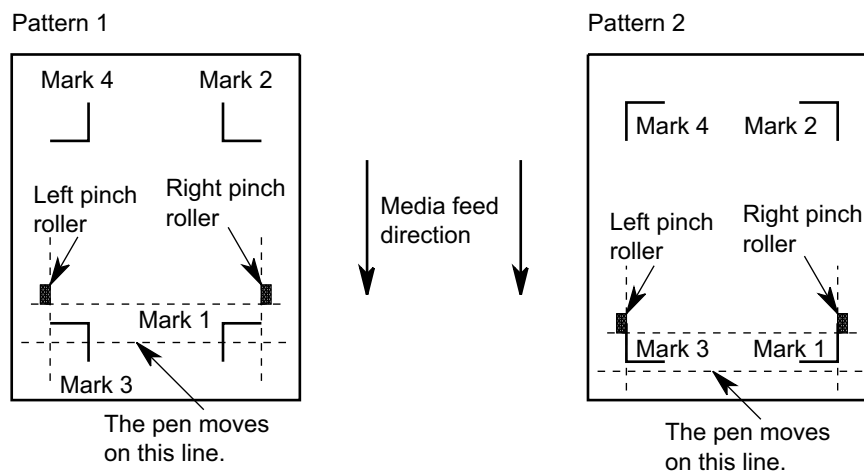 Pattern 1
Mark 4
Mark 2
Left pinch
roller
Right pinch
roller
Mark 1
Mark 3
The pen moves
on this line.
Media feed
direction
Pattern 2
Mark 4
Mark 2
Left pinch
roller
Right pinch
roller
Mark 3
Mark 1
The pen moves
on this line.